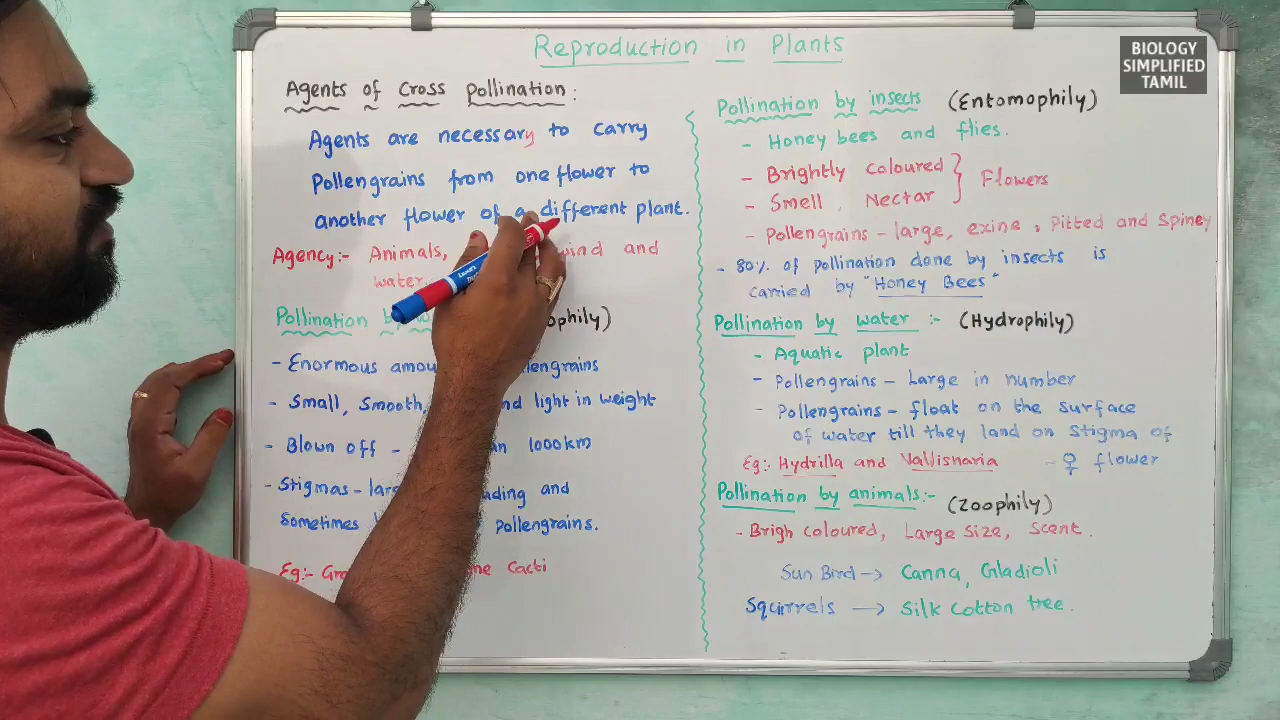 Reproduction in Plants
BIOLOGY
SIMPLIFIED
TAMIL
Agents of Cross Pollination:
Agents are necessary to carry
Pollengrains from one flower to
another flower of a different plant.
Agency:- Animals, wind and
water
Pollination
- Enormous
- Small, Smooth, light in weight
- Blown off - 1000km
- Stigmas - and
Sometimes pollengrains.
Eg:- Cacti
Pollination by insects (Entomophily)
- Honey bees and flies.
- Brightly coloured
- Smell, Nectar } Flowers
- Pollengrains - large, exine, Pitted and Spiney
- 80% of pollination done by insects is
carried by "Honey Bees"
Pollination by water :- (Hydrophily)
- Aquatic plant
- Pollengrains - Large in number
- Pollengrains - float on the surface
of water till they land on stigma of
Eg:- Hydrilla and Vallisnaria - ♀ flower
Pollination by animals:- (Zoophily)
- Brigh coloured, Large size, scent.
Sun Bird -> Canna, Gladioli
Squirrels -> Silk cotton tree.